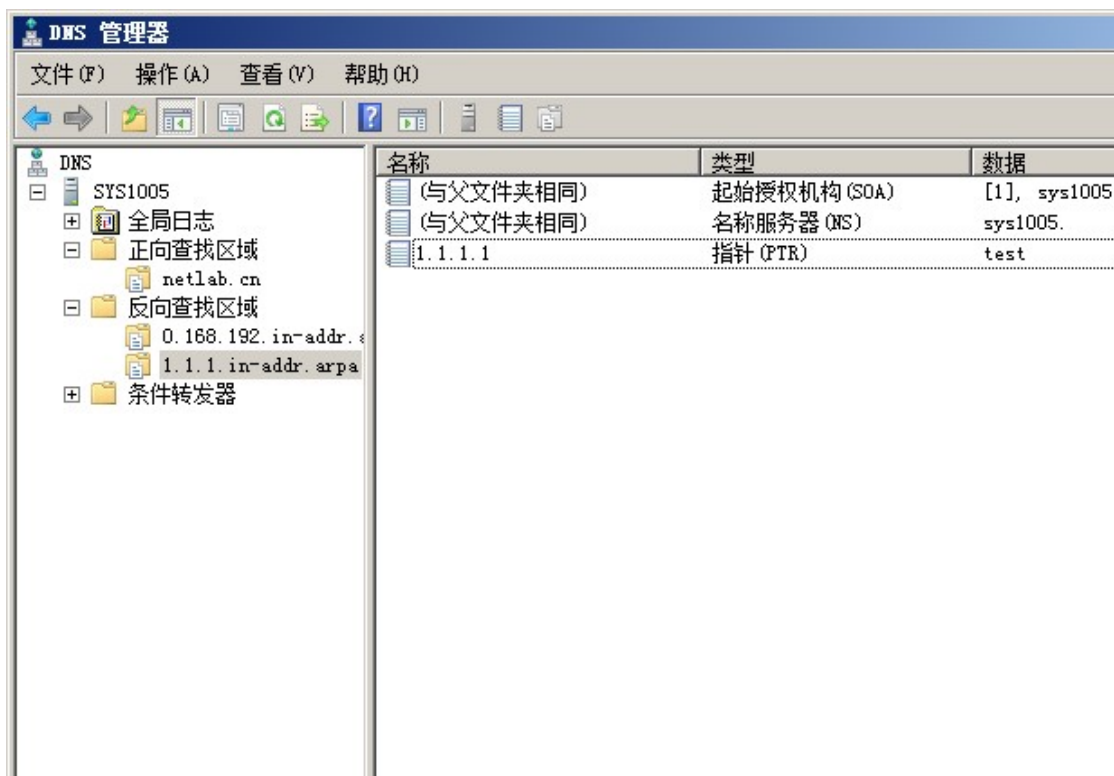 DNS 管理器
文件(F) 操作(A) 查看(V) 帮助(H)
DNS
SYS1005
全局日志
正向查找区域
netlab.cn
反向查找区域
0.168.192.in-addr.
1.1.1.in-addr.arpa
条件转发器
名称 类型 数据
(与父文件夹相同) 起始授权机构(SOA) [1], sys1005
(与父文件夹相同) 名称服务器(NS) sys1005.
1.1.1.1 指针(PTR) test